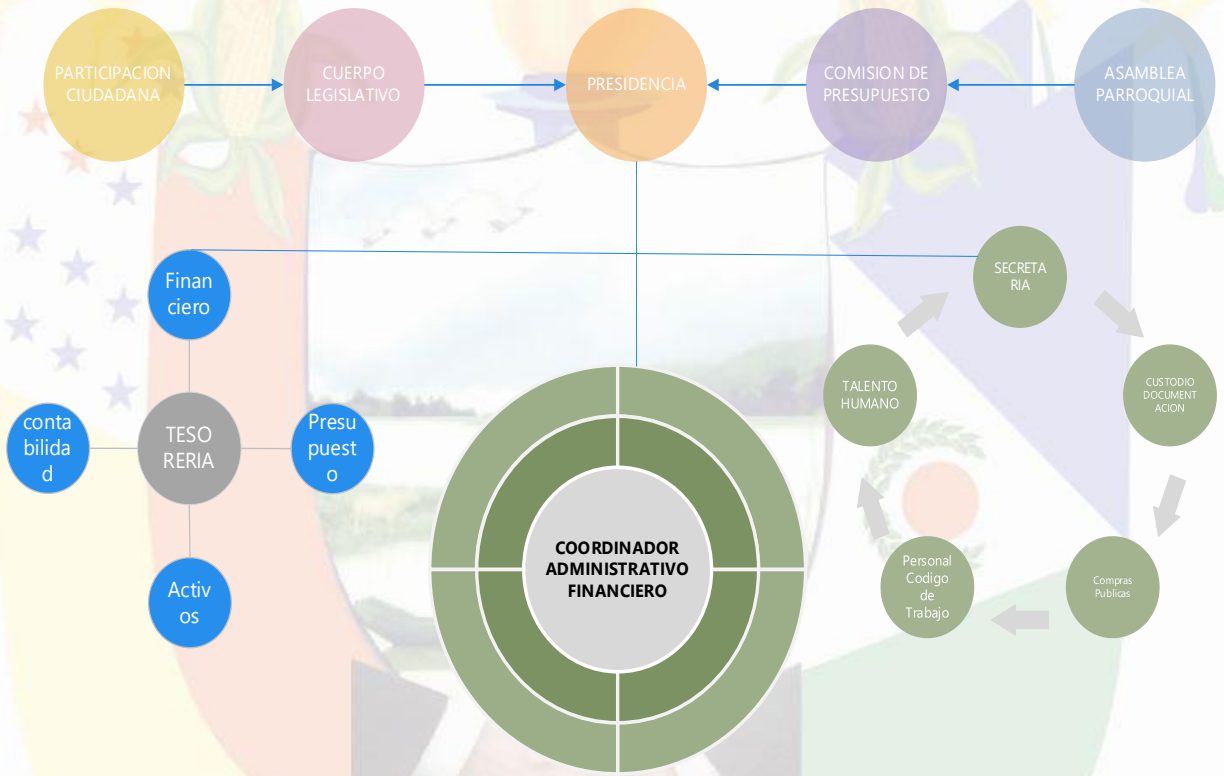 PARTICIPACION
CIUDADANA
CUERPO
LEGISLATIVO
PRESIDENCIA
COMISION DE
PRESUPUESTO
ASAMBLEA
PARROQUIAL
Finan
ciero
conta
bilida
d
TESO
RERIA
Presu
puest
o
Activ
os
COORDINADOR
ADMINISTRATIVO
FINANCIERO
SECRETA
RIA
CUSTODIO
DOCUMENT
ACION
Compras
Publicas
Personal
Codigo
de
Trabajo
TALENTO
HUMANO